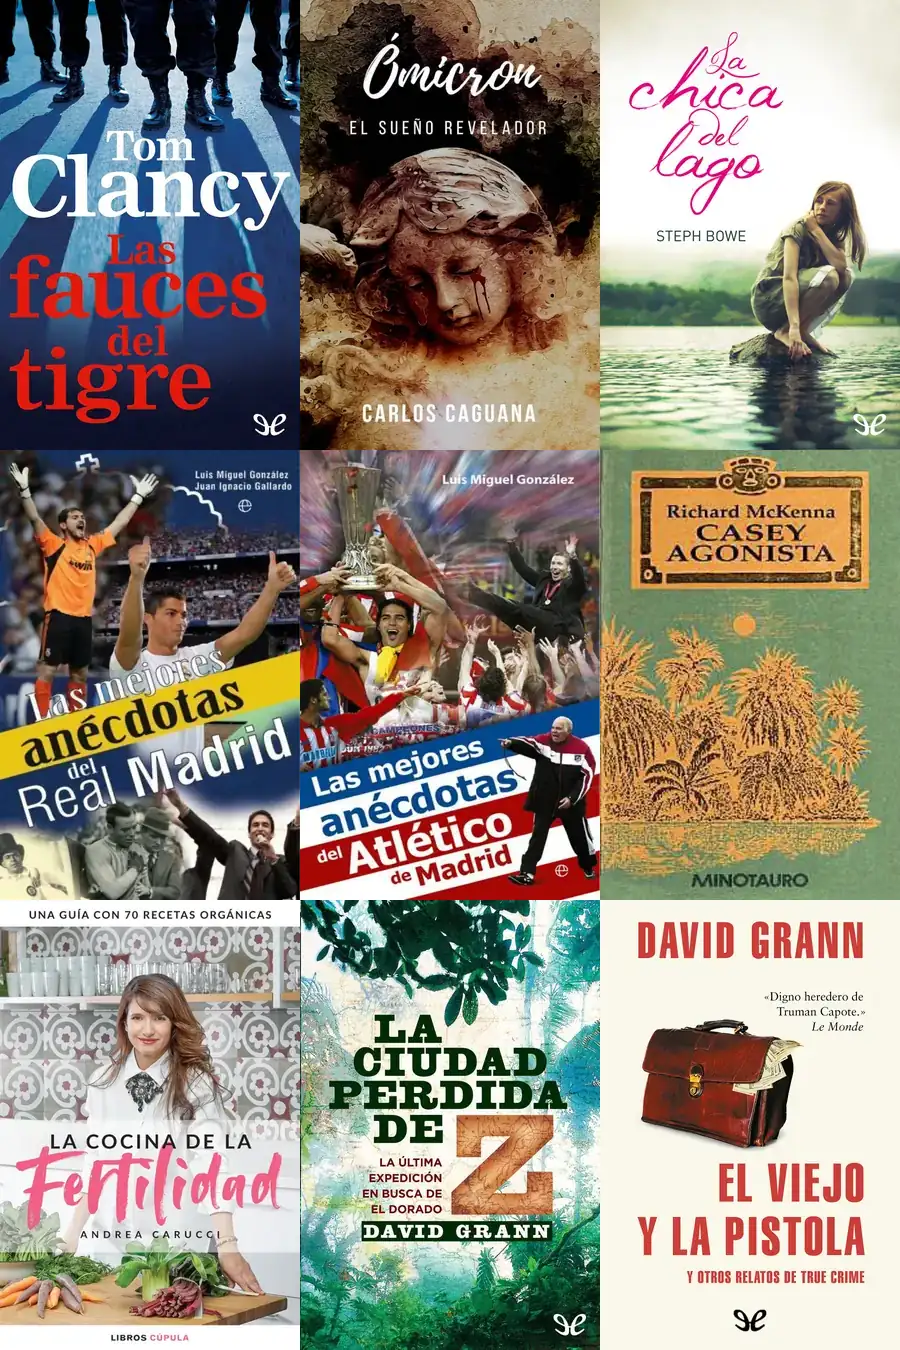 Tom
Clancy
Las
fauces
del
tigre
Ómicron
EL SUEÑO REVELADOR
CARLOS CAGUANA
La
chica
del
lago
STEPH BOWE
Luis Miguel González
Juan Ignacio Gallardo
Las mejores
anécdotas
del
Real Madrid
Luis Miguel González
CAMPEONES
Las mejores
anécdotas
del Atlético
de Madrid
Richard McKenna
CASEY
AGONISTA
MINOTAURO
UNA GUÍA CON 70 RECETAS ORGÁNICAS
LA COCINA DE LA
Fertilidad
ANDREA CARUCCI
LIBROS CÚPULA
LA
CIUDAD
PERDIDA
DE Z
LA ÚLTIMA
EXPEDICIÓN
EN BUSCA DE
EL DORADO
DAVID GRANN
DAVID GRANN
«Digno heredero de
Truman Capote.»
Le Monde
EL VIEJO
Y LA PISTOLA
Y OTROS RELATOS DE TRUE CRIME